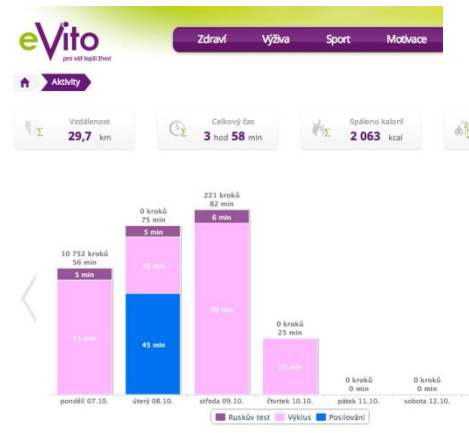 eVito
pro váš lepší život
Zdraví Výživa Sport Motivace
Aktivity
Vzdálenost
29,7 km
Celkový čas
3 hod 58 min
Spáleno kalorií
2 063 kcal
10 752 kroků
56 min
5 min
51 min
0 kroků
75 min
5 min
25 min
45 min
221 kroků
82 min
6 min
76 min
0 kroků
25 min
25 min
0 kroků
0 min
0 kroků
0 min
pondělí 07.10. úterý 08.10. středa 09.10. čtvrtek 10.10. pátek 11.10. sobota 12.10.
Ruskův test Výklus Posilování